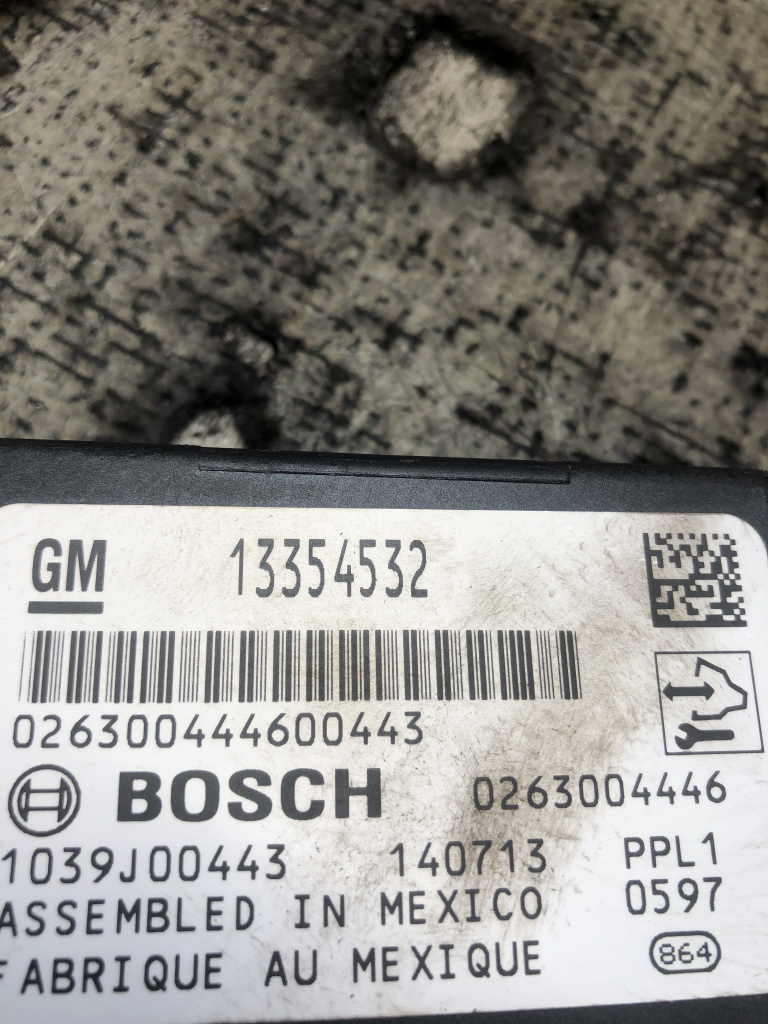 GM 13354532
026300444600443
BOSCH 0263004446
1039J00443 140713 PPL1
ASSEMBLED IN MEXICO 0597
FABRIQUE AU MEXIQUE 864